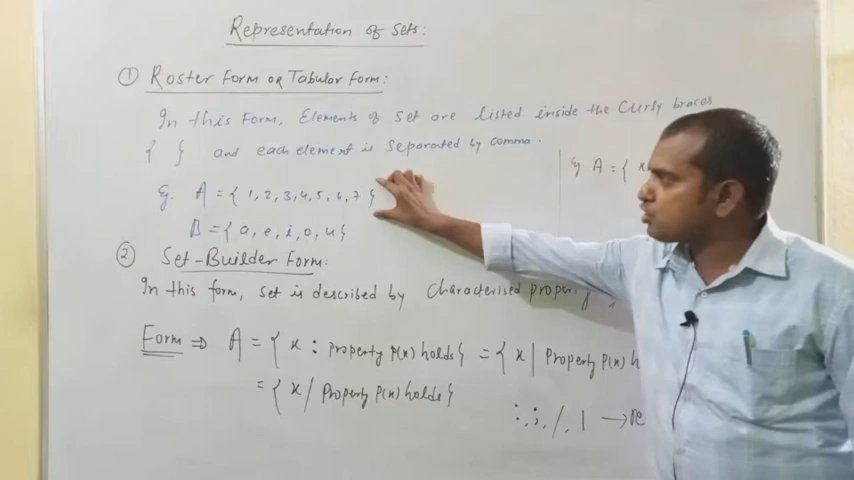 Representation of Sets:
① Roster Form or Tabular Form:
In this Form, Elements of Set are listed inside the Curly braces
{ } and each element is separated by comma.
Eg. A = { 1, 2, 3, 4, 5, 6, 7 }
B = { a, e, i, o, u }
Eg. A = { x
② Set-Builder Form:
In this form, Set is described by Characterised property
Form ⇒ A = { x : property P(x) holds } = { x | Property P(x) h
= { x / Property P(x) holds }
: , ; , / , | →